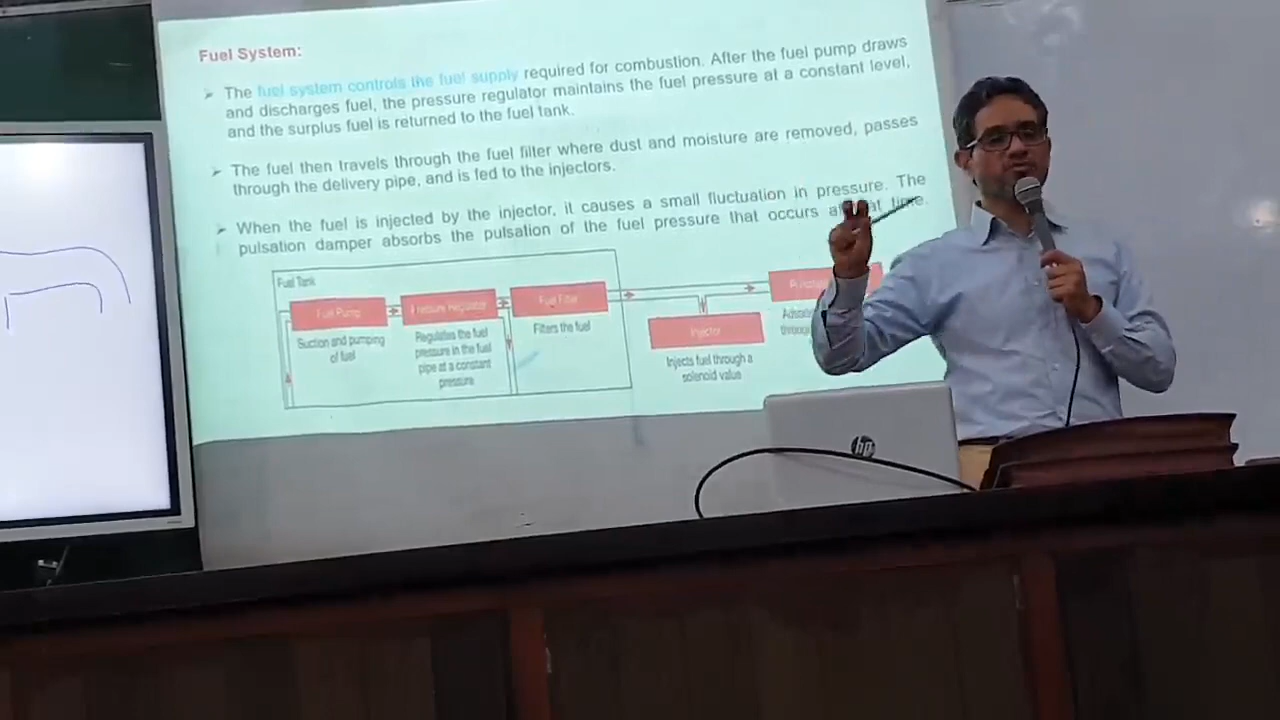 Fuel System:
The fuel system controls the fuel supply required for combustion. After the fuel pump draws
and discharges fuel, the pressure regulator maintains the fuel pressure at a constant level,
and the surplus fuel is returned to the fuel tank.
The fuel then travels through the fuel filter where dust and moisture are removed, passes
through the delivery pipe, and is fed to the injectors.
When the fuel is injected by the injector, it causes a small fluctuation in pressure. The
pulsation damper absorbs the pulsation of the fuel pressure that occurs at that time.
Fuel Tank
Fuel Pump
Pressure Regulator
Fuel Filter
Suction and pumping
of fuel
Regulates the fuel
pressure in the fuel
pipe at a constant
pressure
Filters the fuel
Injector
Injects fuel through a
solenoid value
throug
hp